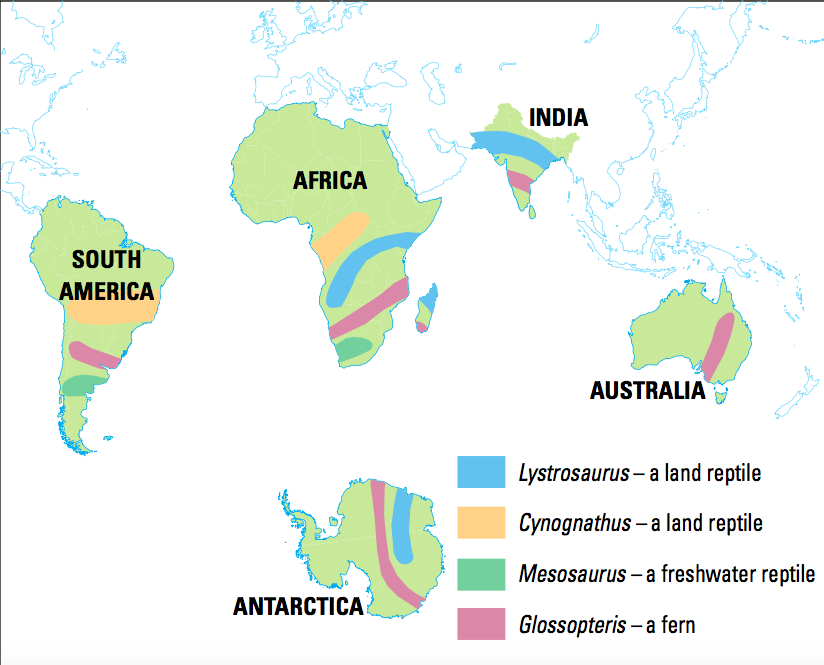 INDIA
AFRICA
SOUTH
AMERICA
AUSTRALIA
Lystrosaurus – a land reptile
Cynognathus – a land reptile
Mesosaurus – a freshwater reptile
Glossopteris – a fern
ANTARCTICA